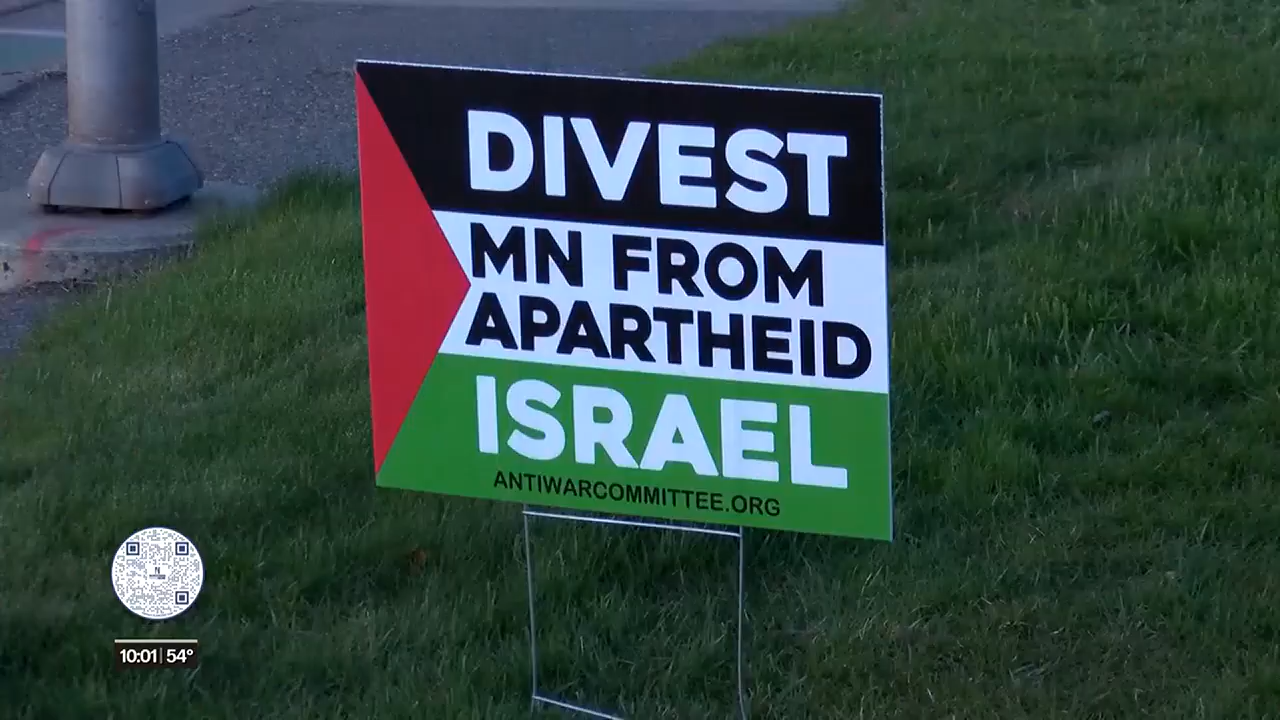 DIVEST
MN FROM
APARTHEID
ISRAEL
ANTIWARCOMMITTEE.ORG
10:01 | 54°